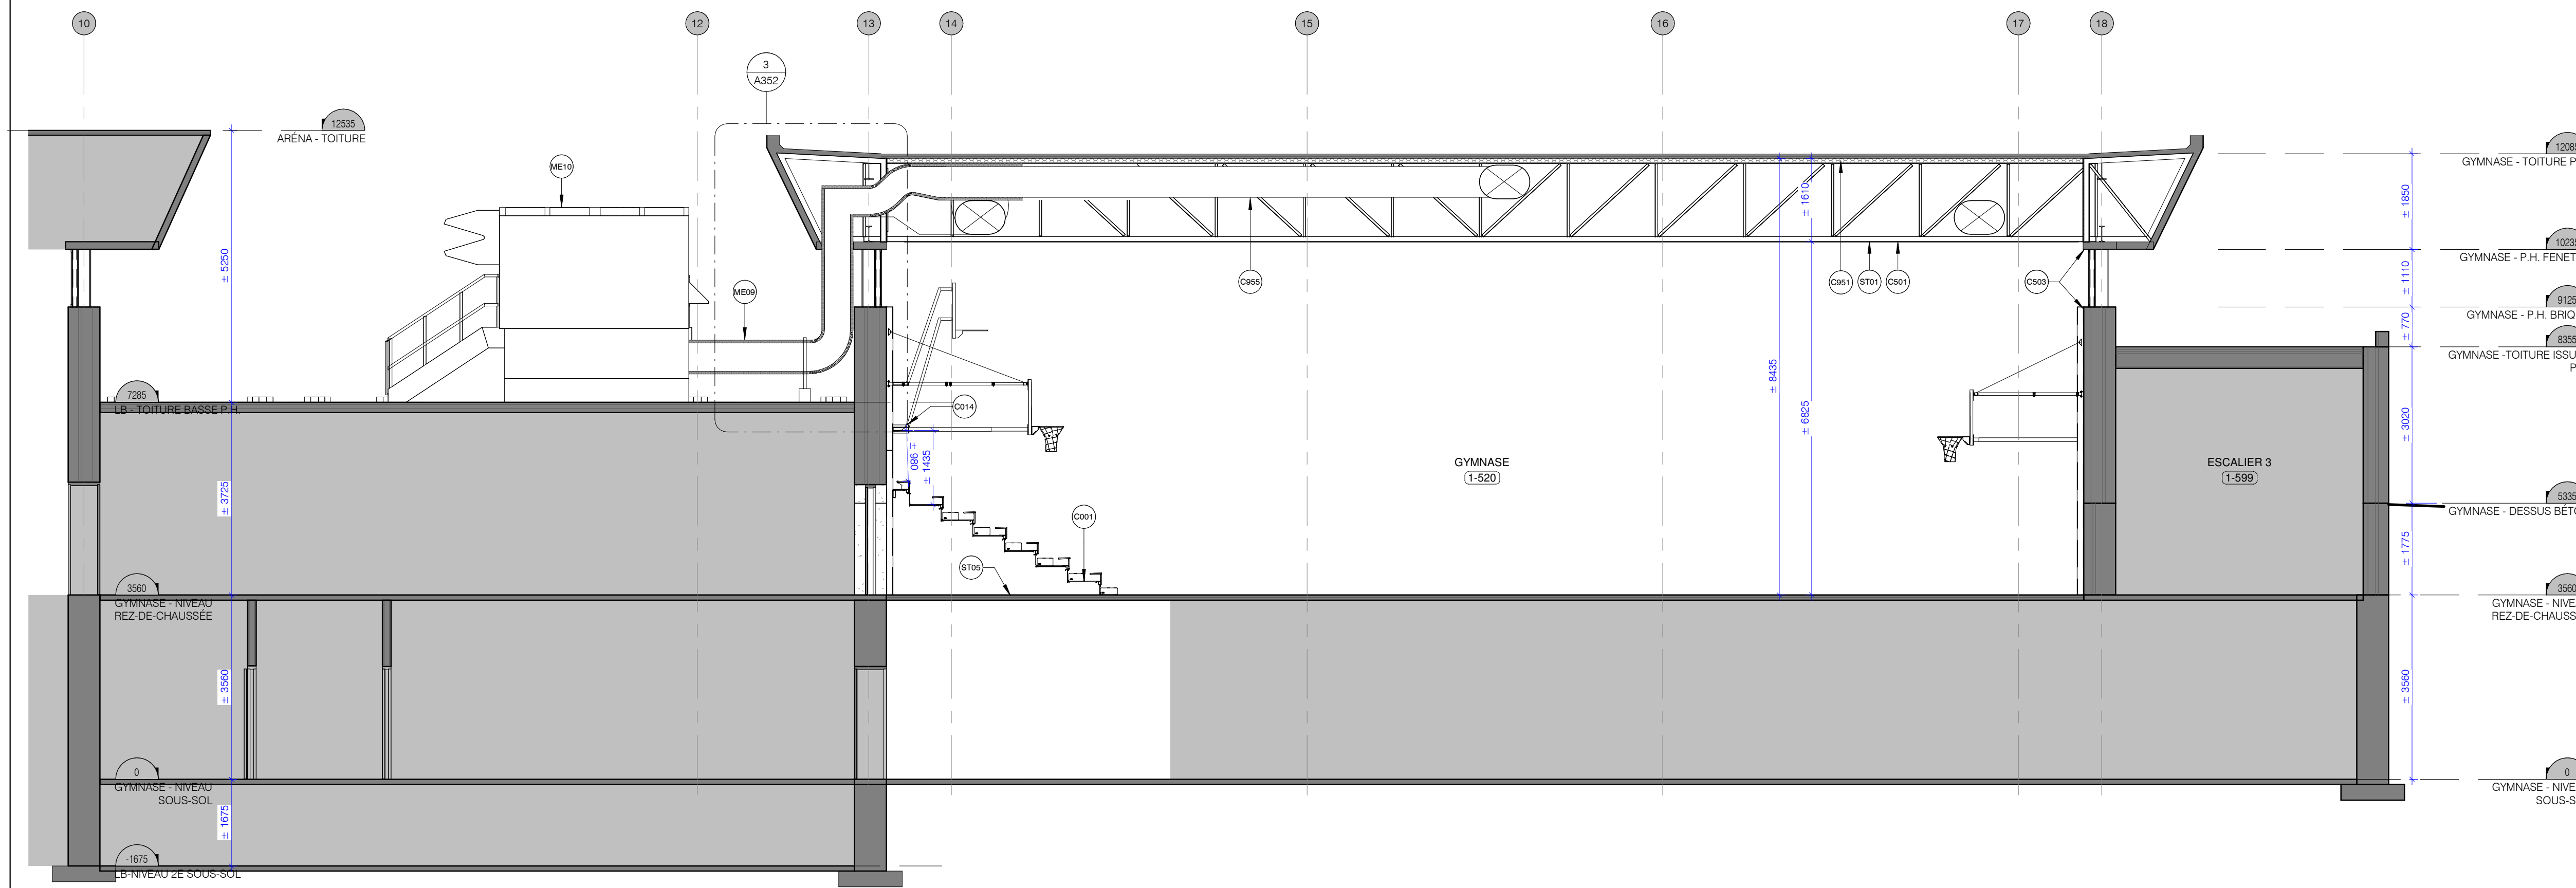 10
12
13
14
15
16
17
18
3
A352
12535
ARÉNA - TOITURE
12085
GYMNASE - TOITURE P
ME10
± 5250
± 1610
± 1850
10235
GYMNASE - P.H. FENET
C955
C951
ST01
C501
C503
± 1110
ME09
9125
GYMNASE - P.H. BRIQ
± 770
8355
GYMNASE -TOITURE ISSU
P
± 8435
± 6825
7285
LB - TOITURE BASSE P.H.
C014
± 960
± 1435
± 3020
GYMNASE
1-520
ESCALIER 3
1-599
± 3725
5335
GYMNASE - DESSUS BÉTO
C001
ST05
± 1775
3560
GYMNASE - NIVEAU
REZ-DE-CHAUSSÉE
3560
GYMNASE - NIVE
REZ-DE-CHAUSS
± 3560
± 3560
0
GYMNASE - NIVEAU
SOUS-SOL
0
GYMNASE - NIVE
SOUS-S
± 1675
-1675
LB-NIVEAU 2E SOUS-SOL